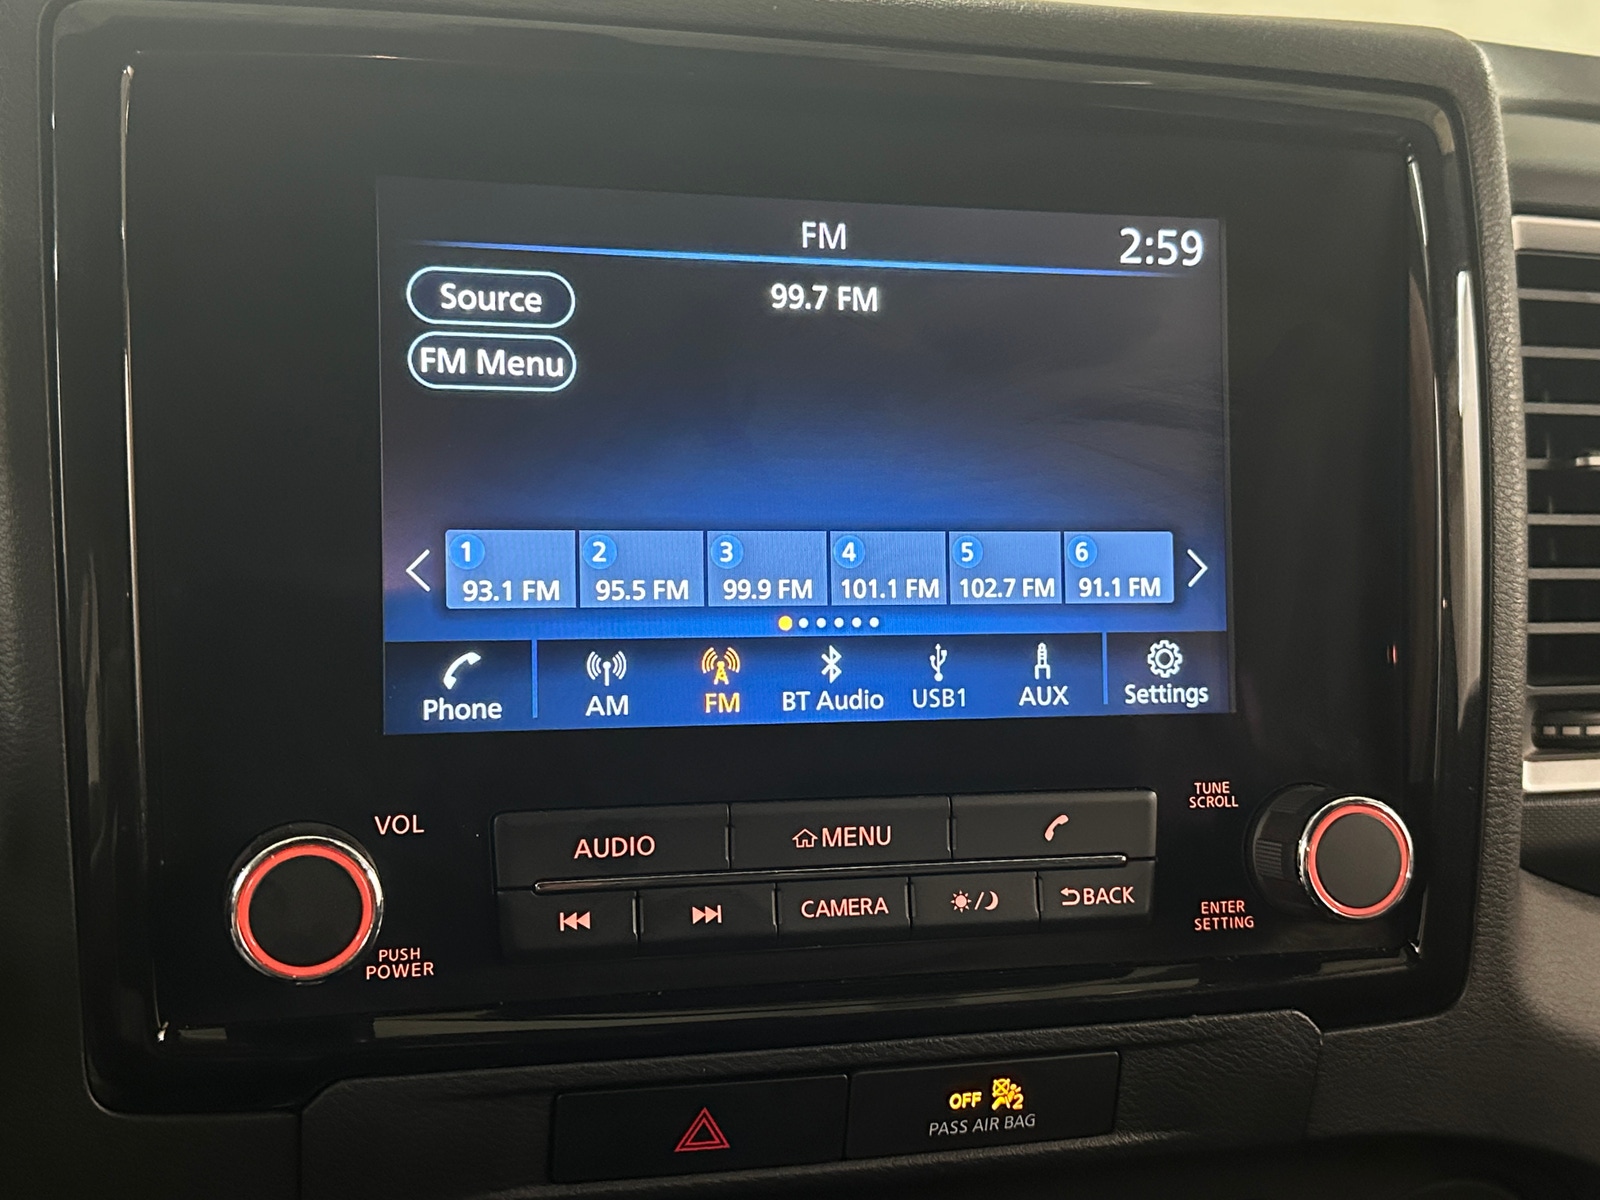 FM
2:59
Source
99.7 FM
FM Menu
1
2
3
4
5
6
93.1 FM
95.5 FM
99.9 FM
101.1 FM
102.7 FM
91.1 FM
Phone
AM
FM
BT Audio
USB1
AUX
Settings
VOL
PUSH
POWER
AUDIO
MENU
CAMERA
BACK
TUNE
SCROLL
ENTER
SETTING
OFF
2
PASS AIR BAG